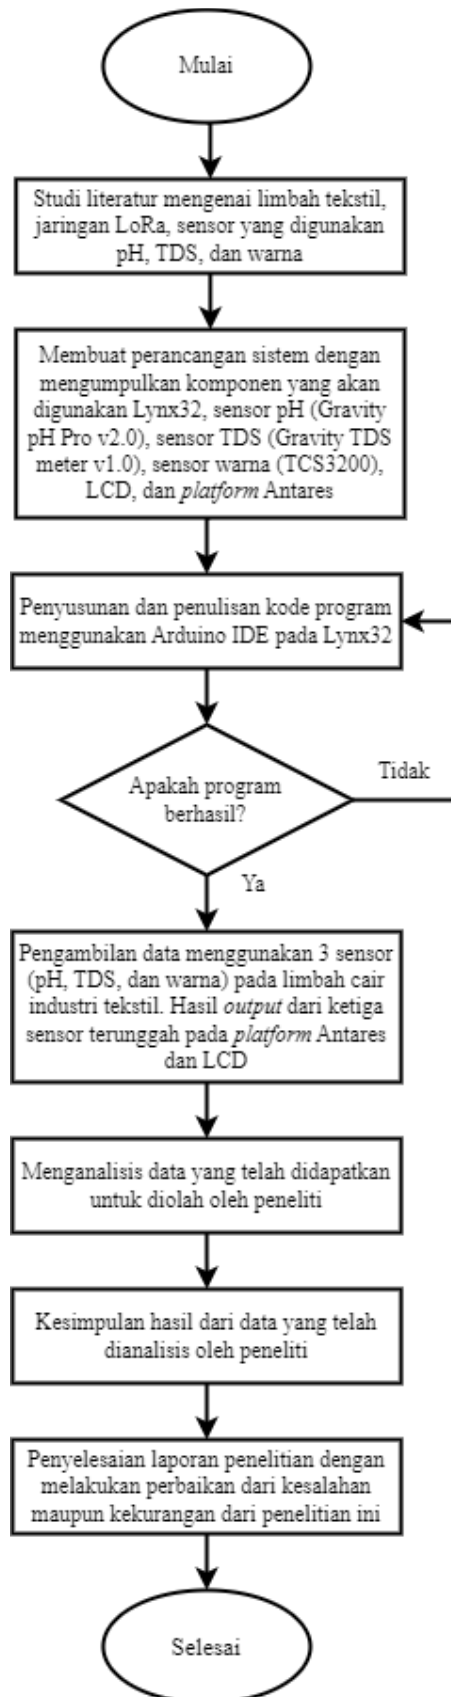 Mulai
Studi literatur mengenai limbah tekstil,
jaringan LoRa, sensor yang digunakan
pH, TDS, dan warna
Membuat perancangan sistem dengan
mengumpulkan komponen yang akan
digunakan Lynx32, sensor pH (Gravity
pH Pro v2.0), sensor TDS (Gravity TDS
meter v1.0), sensor warna (TCS3200),
LCD, dan platform Antares
Penyusunan dan penulisan kode program
menggunakan Arduino IDE pada Lynx32
Apakah program
berhasil?
Tidak
Ya
Pengambilan data menggunakan 3 sensor
(pH, TDS, dan warna) pada limbah cair
industri tekstil. Hasil output dari ketiga
sensor terunggah pada platform Antares
dan LCD
Menganalisis data yang telah didapatkan
untuk diolah oleh peneliti
Kesimpulan hasil dari data yang telah
dianalisis oleh peneliti
Penyelesaian laporan penelitian dengan
melakukan perbaikan dari kesalahan
maupun kekurangan dari penelitian ini
Selesai